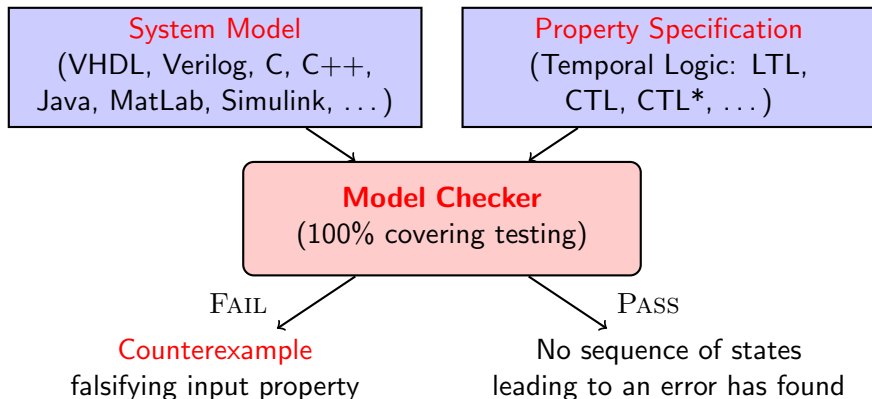 System Model
(VHDL, Verilog, C, C++,
Java, MatLab, Simulink, ...)
Property Specification
(Temporal Logic: LTL,
CTL, CTL*, ...)
Model Checker
(100% covering testing)
FAIL
PASS
Counterexample
falsifying input property
No sequence of states
leading to an error has found